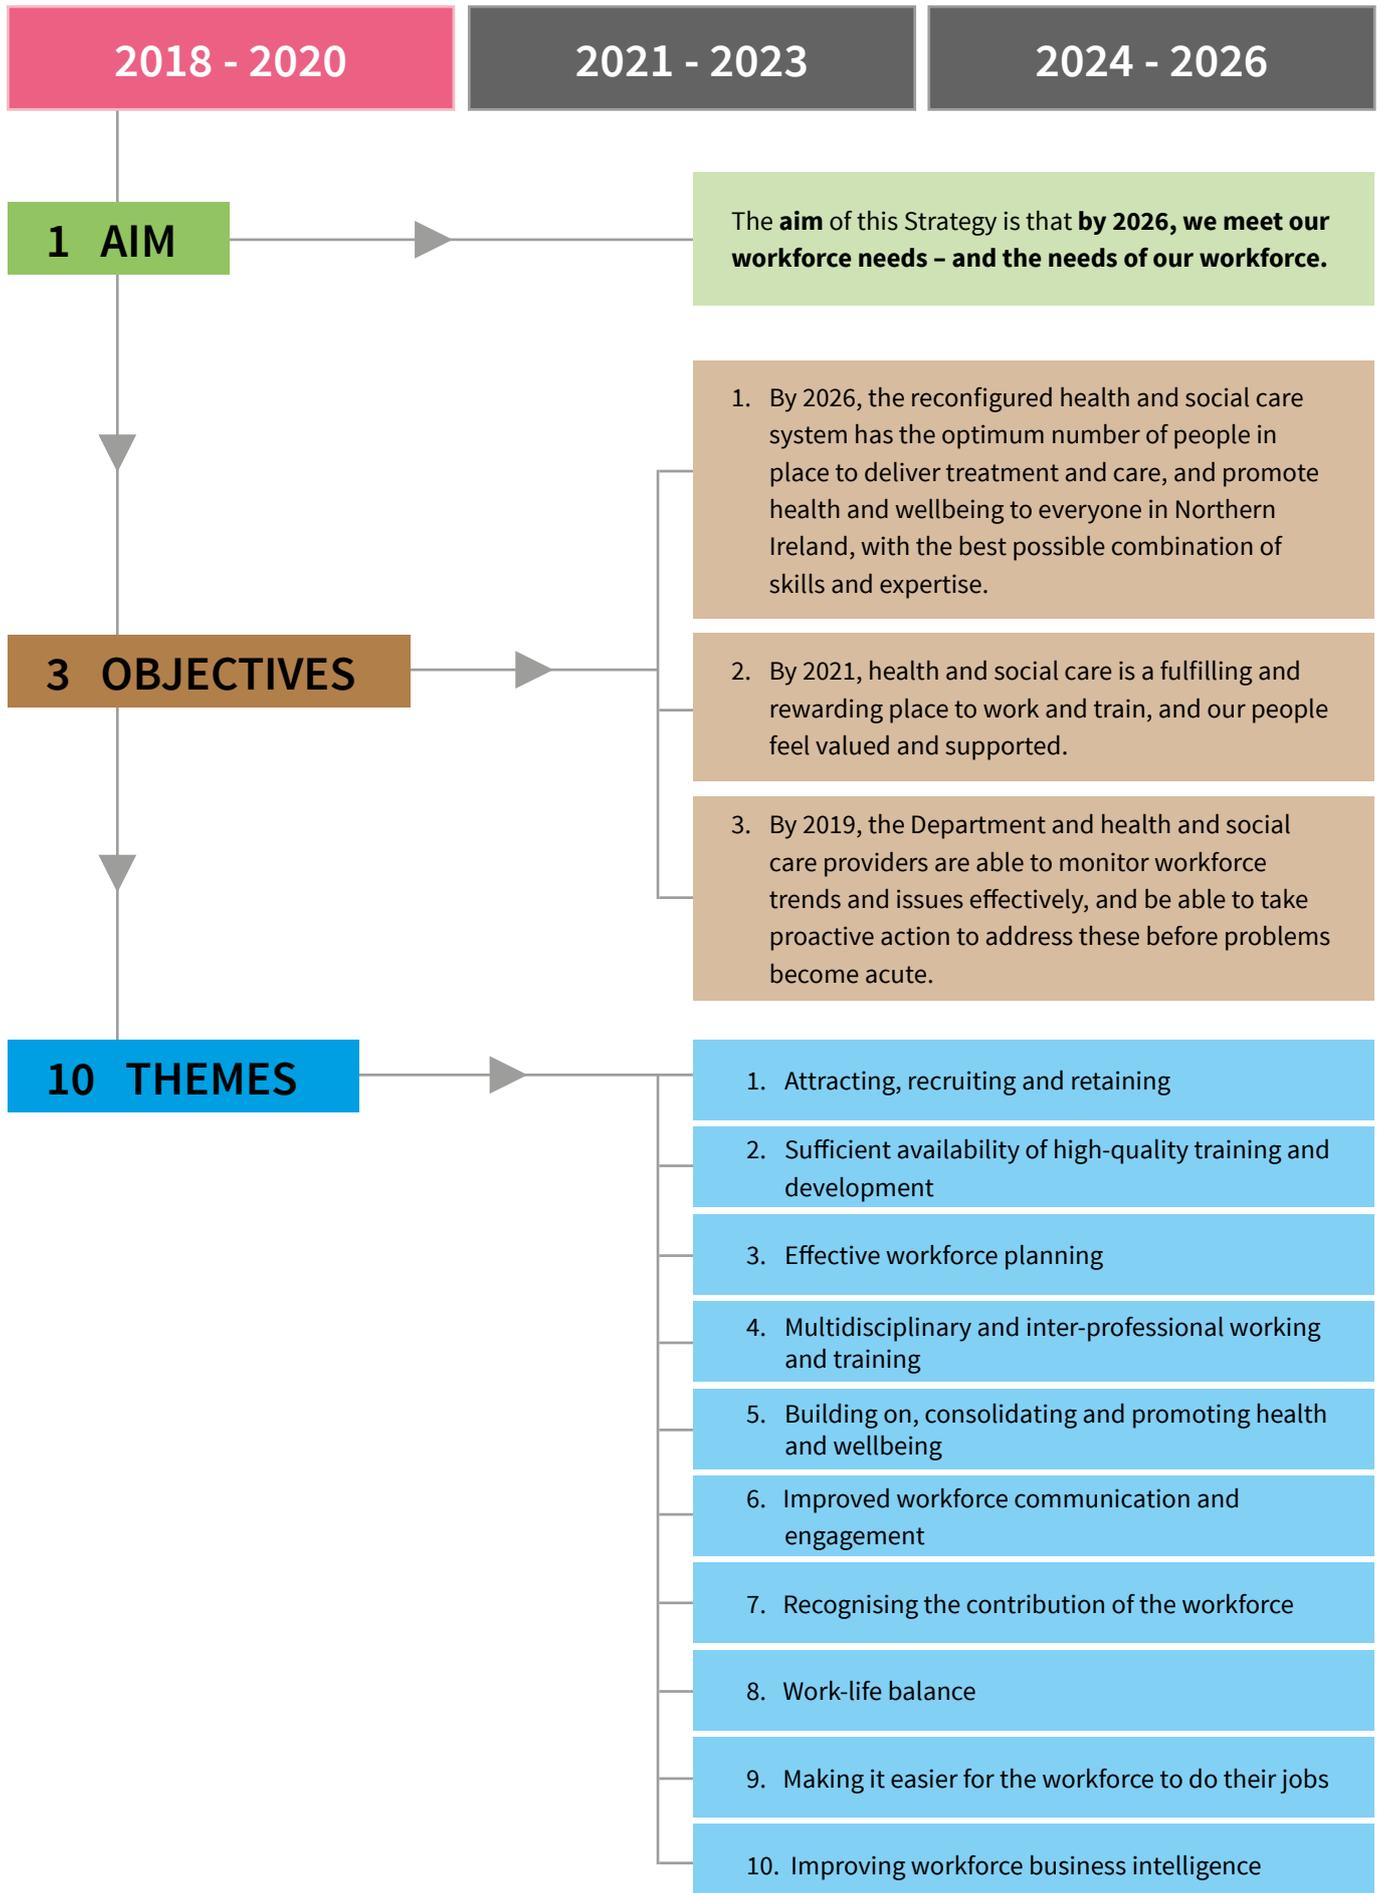 2018 - 2020
2021 - 2023
2024 - 2026
1 AIM
The aim of this Strategy is that by 2026, we meet our
workforce needs – and the needs of our workforce.
3 OBJECTIVES
1. By 2026, the reconfigured health and social care
system has the optimum number of people in
place to deliver treatment and care, and promote
health and wellbeing to everyone in Northern
Ireland, with the best possible combination of
skills and expertise.
2. By 2021, health and social care is a fulfilling and
rewarding place to work and train, and our people
feel valued and supported.
3. By 2019, the Department and health and social
care providers are able to monitor workforce
trends and issues effectively, and be able to take
proactive action to address these before problems
become acute.
10 THEMES
1. Attracting, recruiting and retaining
2. Sufficient availability of high-quality training and
development
3. Effective workforce planning
4. Multidisciplinary and inter-professional working
and training
5. Building on, consolidating and promoting health
and wellbeing
6. Improved workforce communication and
engagement
7. Recognising the contribution of the workforce
8. Work-life balance
9. Making it easier for the workforce to do their jobs
10. Improving workforce business intelligence